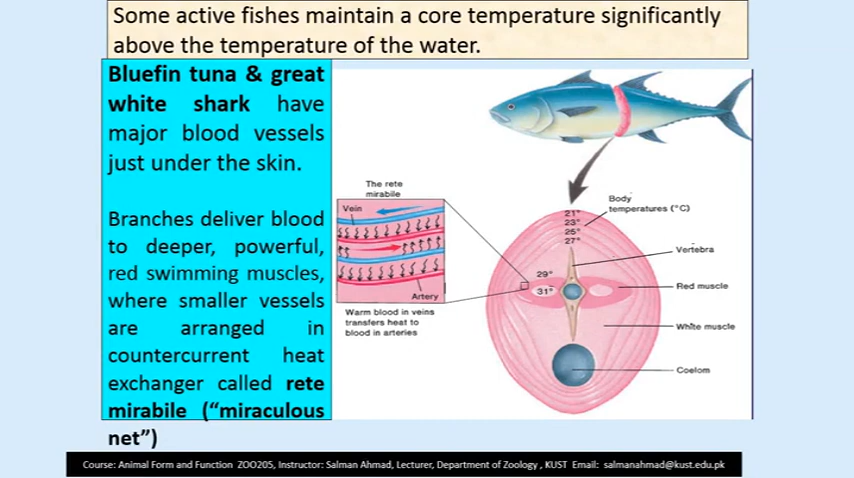 Some active fishes maintain a core temperature significantly
above the temperature of the water.
Bluefin tuna & great
white shark have
major blood vessels
just under the skin.
Branches deliver blood
to deeper, powerful,
red swimming muscles,
where smaller vessels
are arranged in
countercurrent heat
exchanger called rete
mirabile (“miraculous
net”)
The rete
mirabile
Vein
Artery
Warm blood in veins
transfers heat to
blood in arteries
Body
temperatures (°C)
21°
23°
25°
27°
29°
31°
Vertebra
Red muscle
White muscle
Coelom
Course: Animal Form and Function ZOO205, Instructor: Salman Ahmad, Lecturer, Department of Zoology , KUST Email: salmanahmad@kust.edu.pk